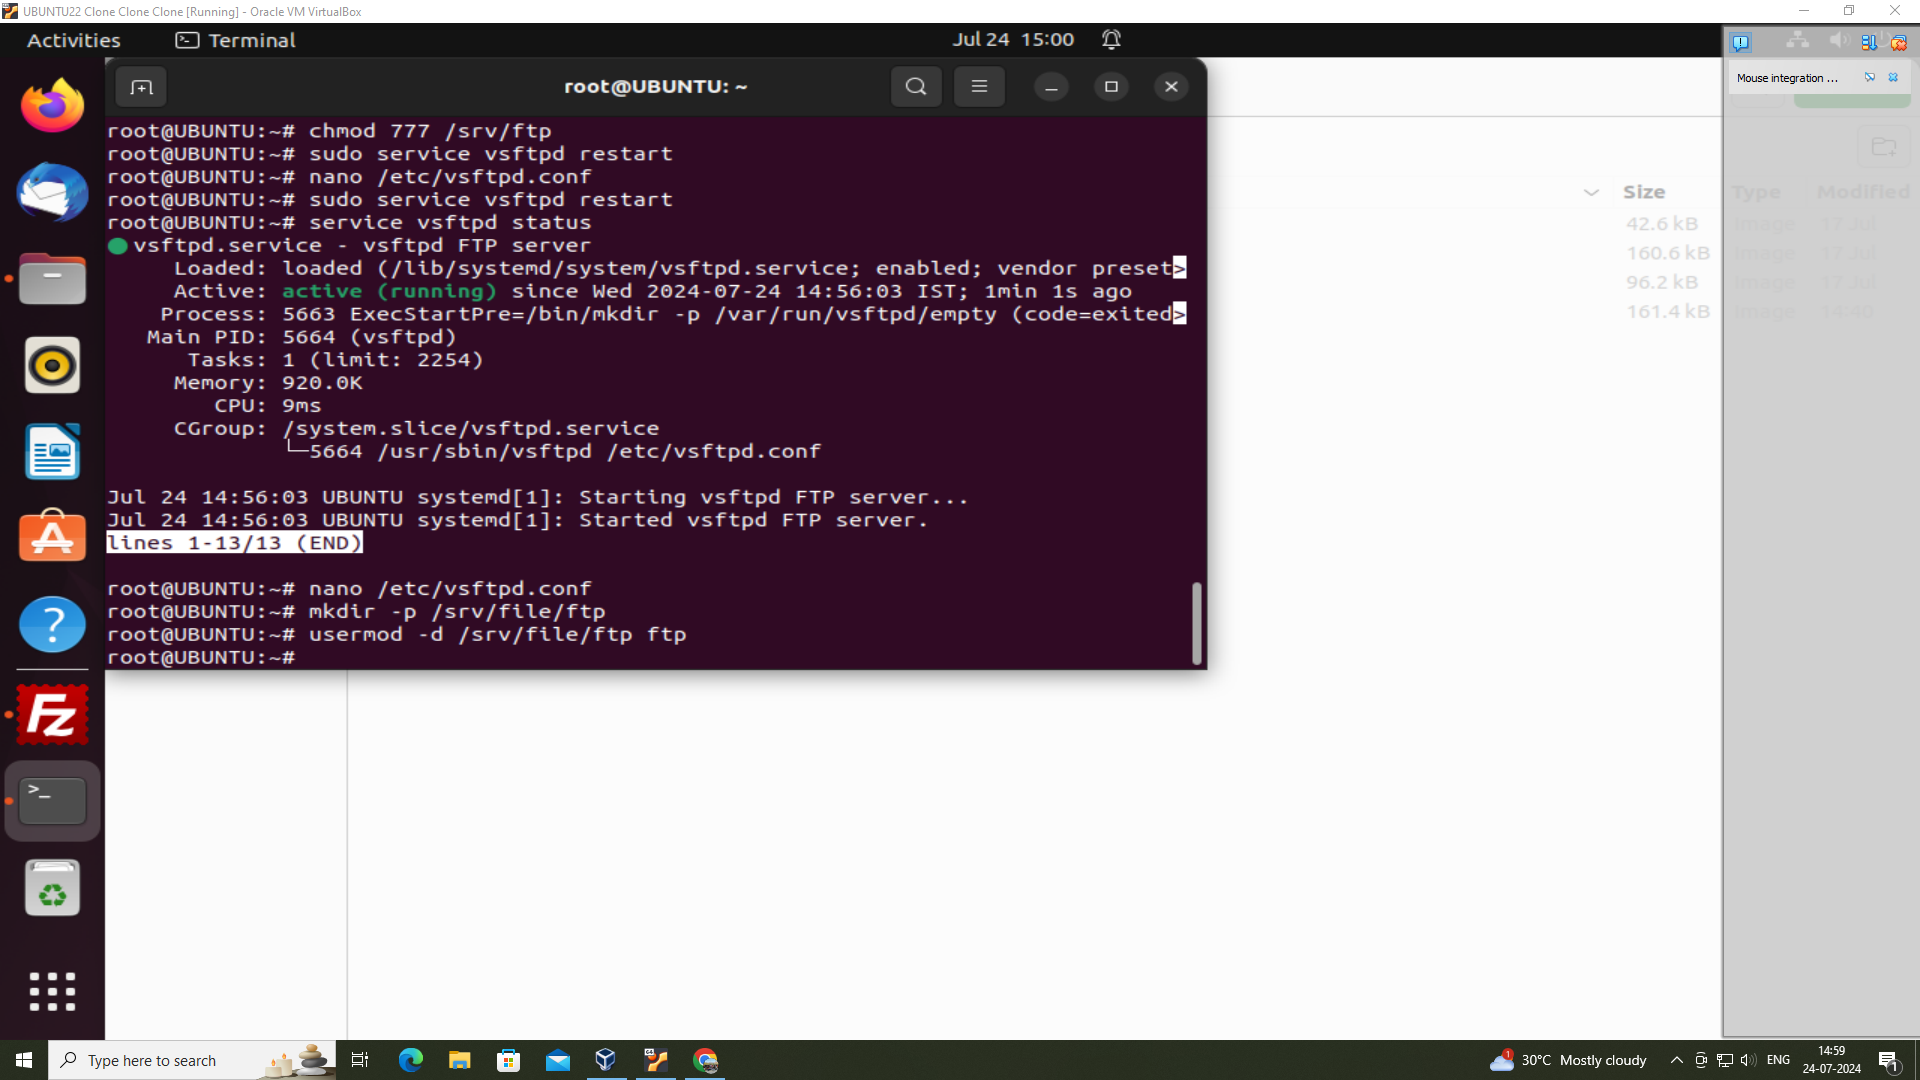 UBUNTU22 Clone Clone Clone [Running] - Oracle VM VirtualBox
Activities
Terminal
Jul 24 15:00
Mouse integration ...
root@UBUNTU: ~
root@UBUNTU:~# chmod 777 /srv/ftp
root@UBUNTU:~# sudo service vsftpd restart
root@UBUNTU:~# nano /etc/vsftpd.conf
root@UBUNTU:~# sudo service vsftpd restart
root@UBUNTU:~# service vsftpd status
vsftpd.service - vsftpd FTP server
Loaded: loaded (/lib/systemd/system/vsftpd.service; enabled; vendor preset>
Active: active (running) since Wed 2024-07-24 14:56:03 IST; 1min 1s ago
Process: 5663 ExecStartPre=/bin/mkdir -p /var/run/vsftpd/empty (code=exited>
Main PID: 5664 (vsftpd)
Tasks: 1 (limit: 2254)
Memory: 920.0K
CPU: 9ms
CGroup: /system.slice/vsftpd.service
└─5664 /usr/sbin/vsftpd /etc/vsftpd.conf
Jul 24 14:56:03 UBUNTU systemd[1]: Starting vsftpd FTP server...
Jul 24 14:56:03 UBUNTU systemd[1]: Started vsftpd FTP server.
lines 1-13/13 (END)
root@UBUNTU:~# nano /etc/vsftpd.conf
root@UBUNTU:~# mkdir -p /srv/file/ftp
root@UBUNTU:~# usermod -d /srv/file/ftp ftp
root@UBUNTU:~#
Size Type Modified
42.6 kB Image 17 Jul
160.6 kB Image 17 Jul
96.2 kB Image 17 Jul
161.4 kB Image 14:40
Type here to search
30°C Mostly cloudy
ENG
14:59
24-07-2024